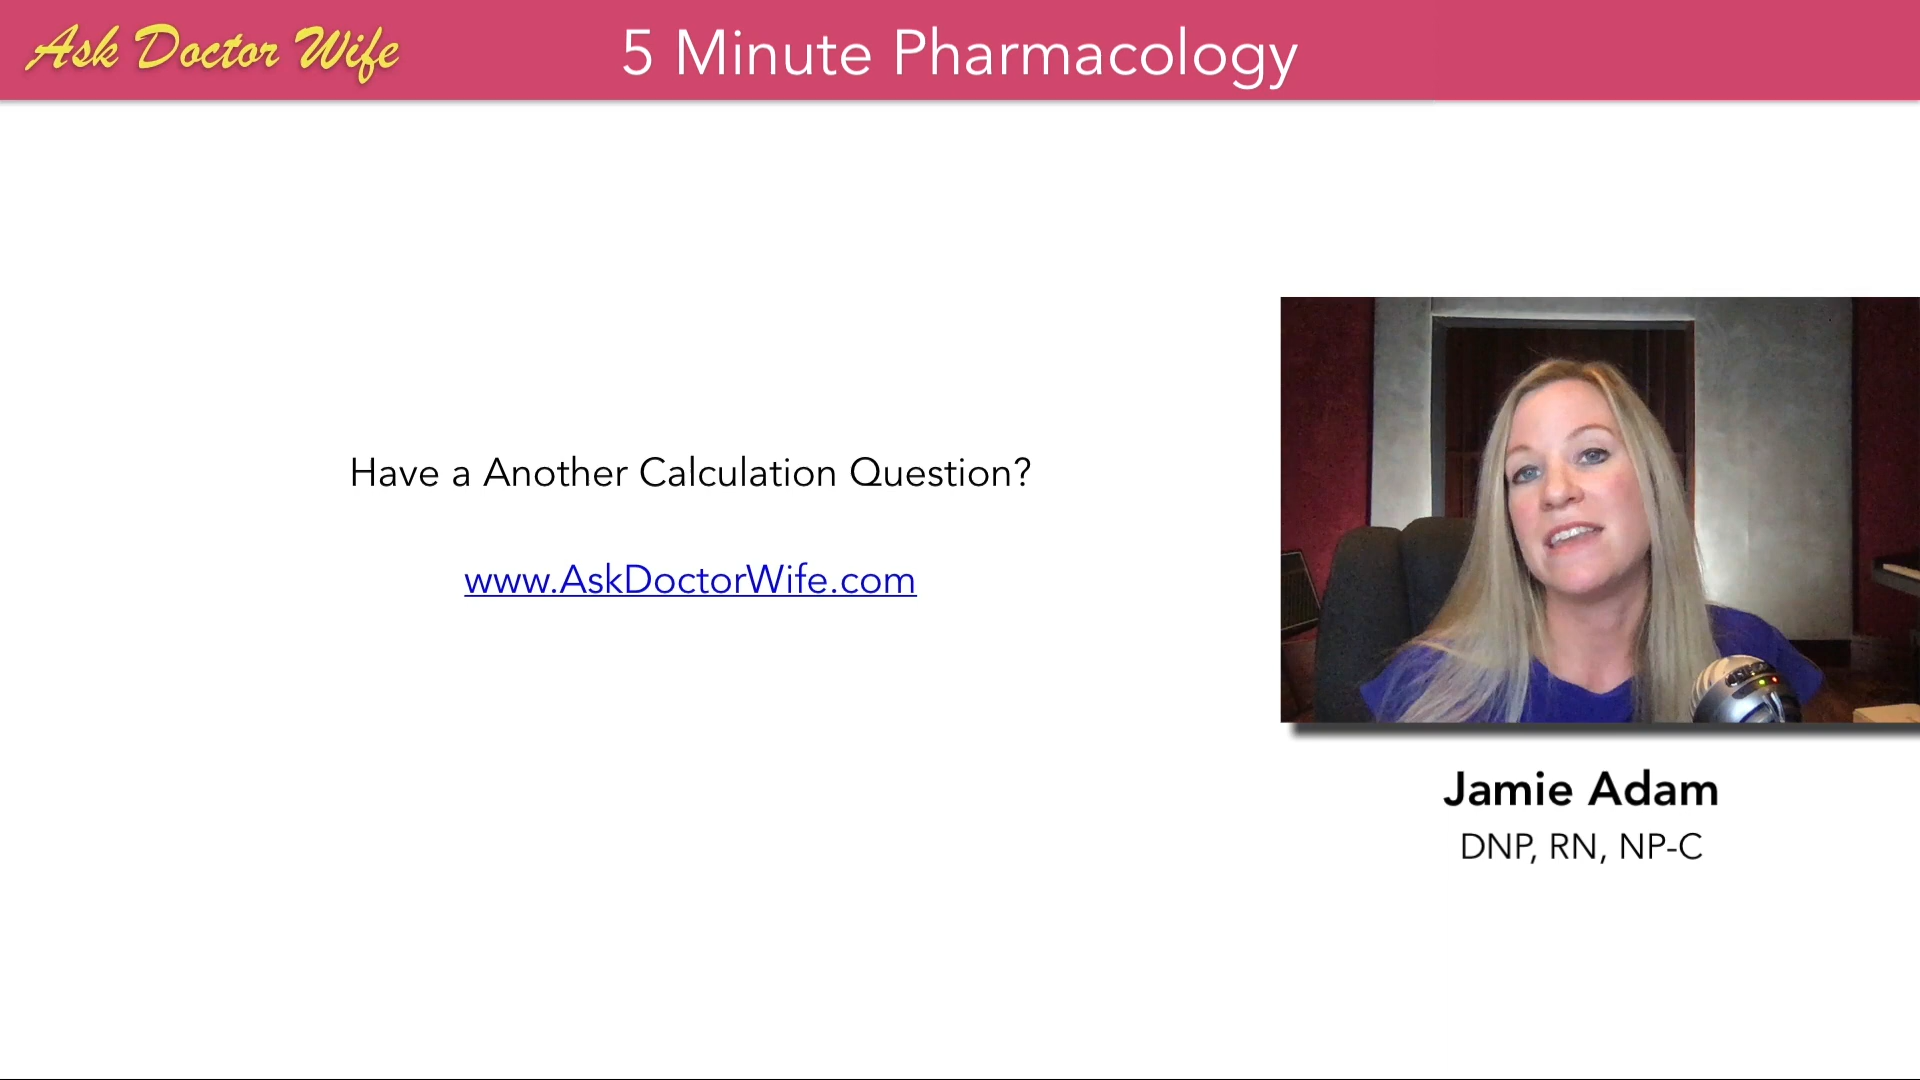 Ask Doctor Wife
5 Minute Pharmacology
Have a Another Calculation Question?
www.AskDoctorWife.com
Jamie Adam
DNP, RN, NP-C